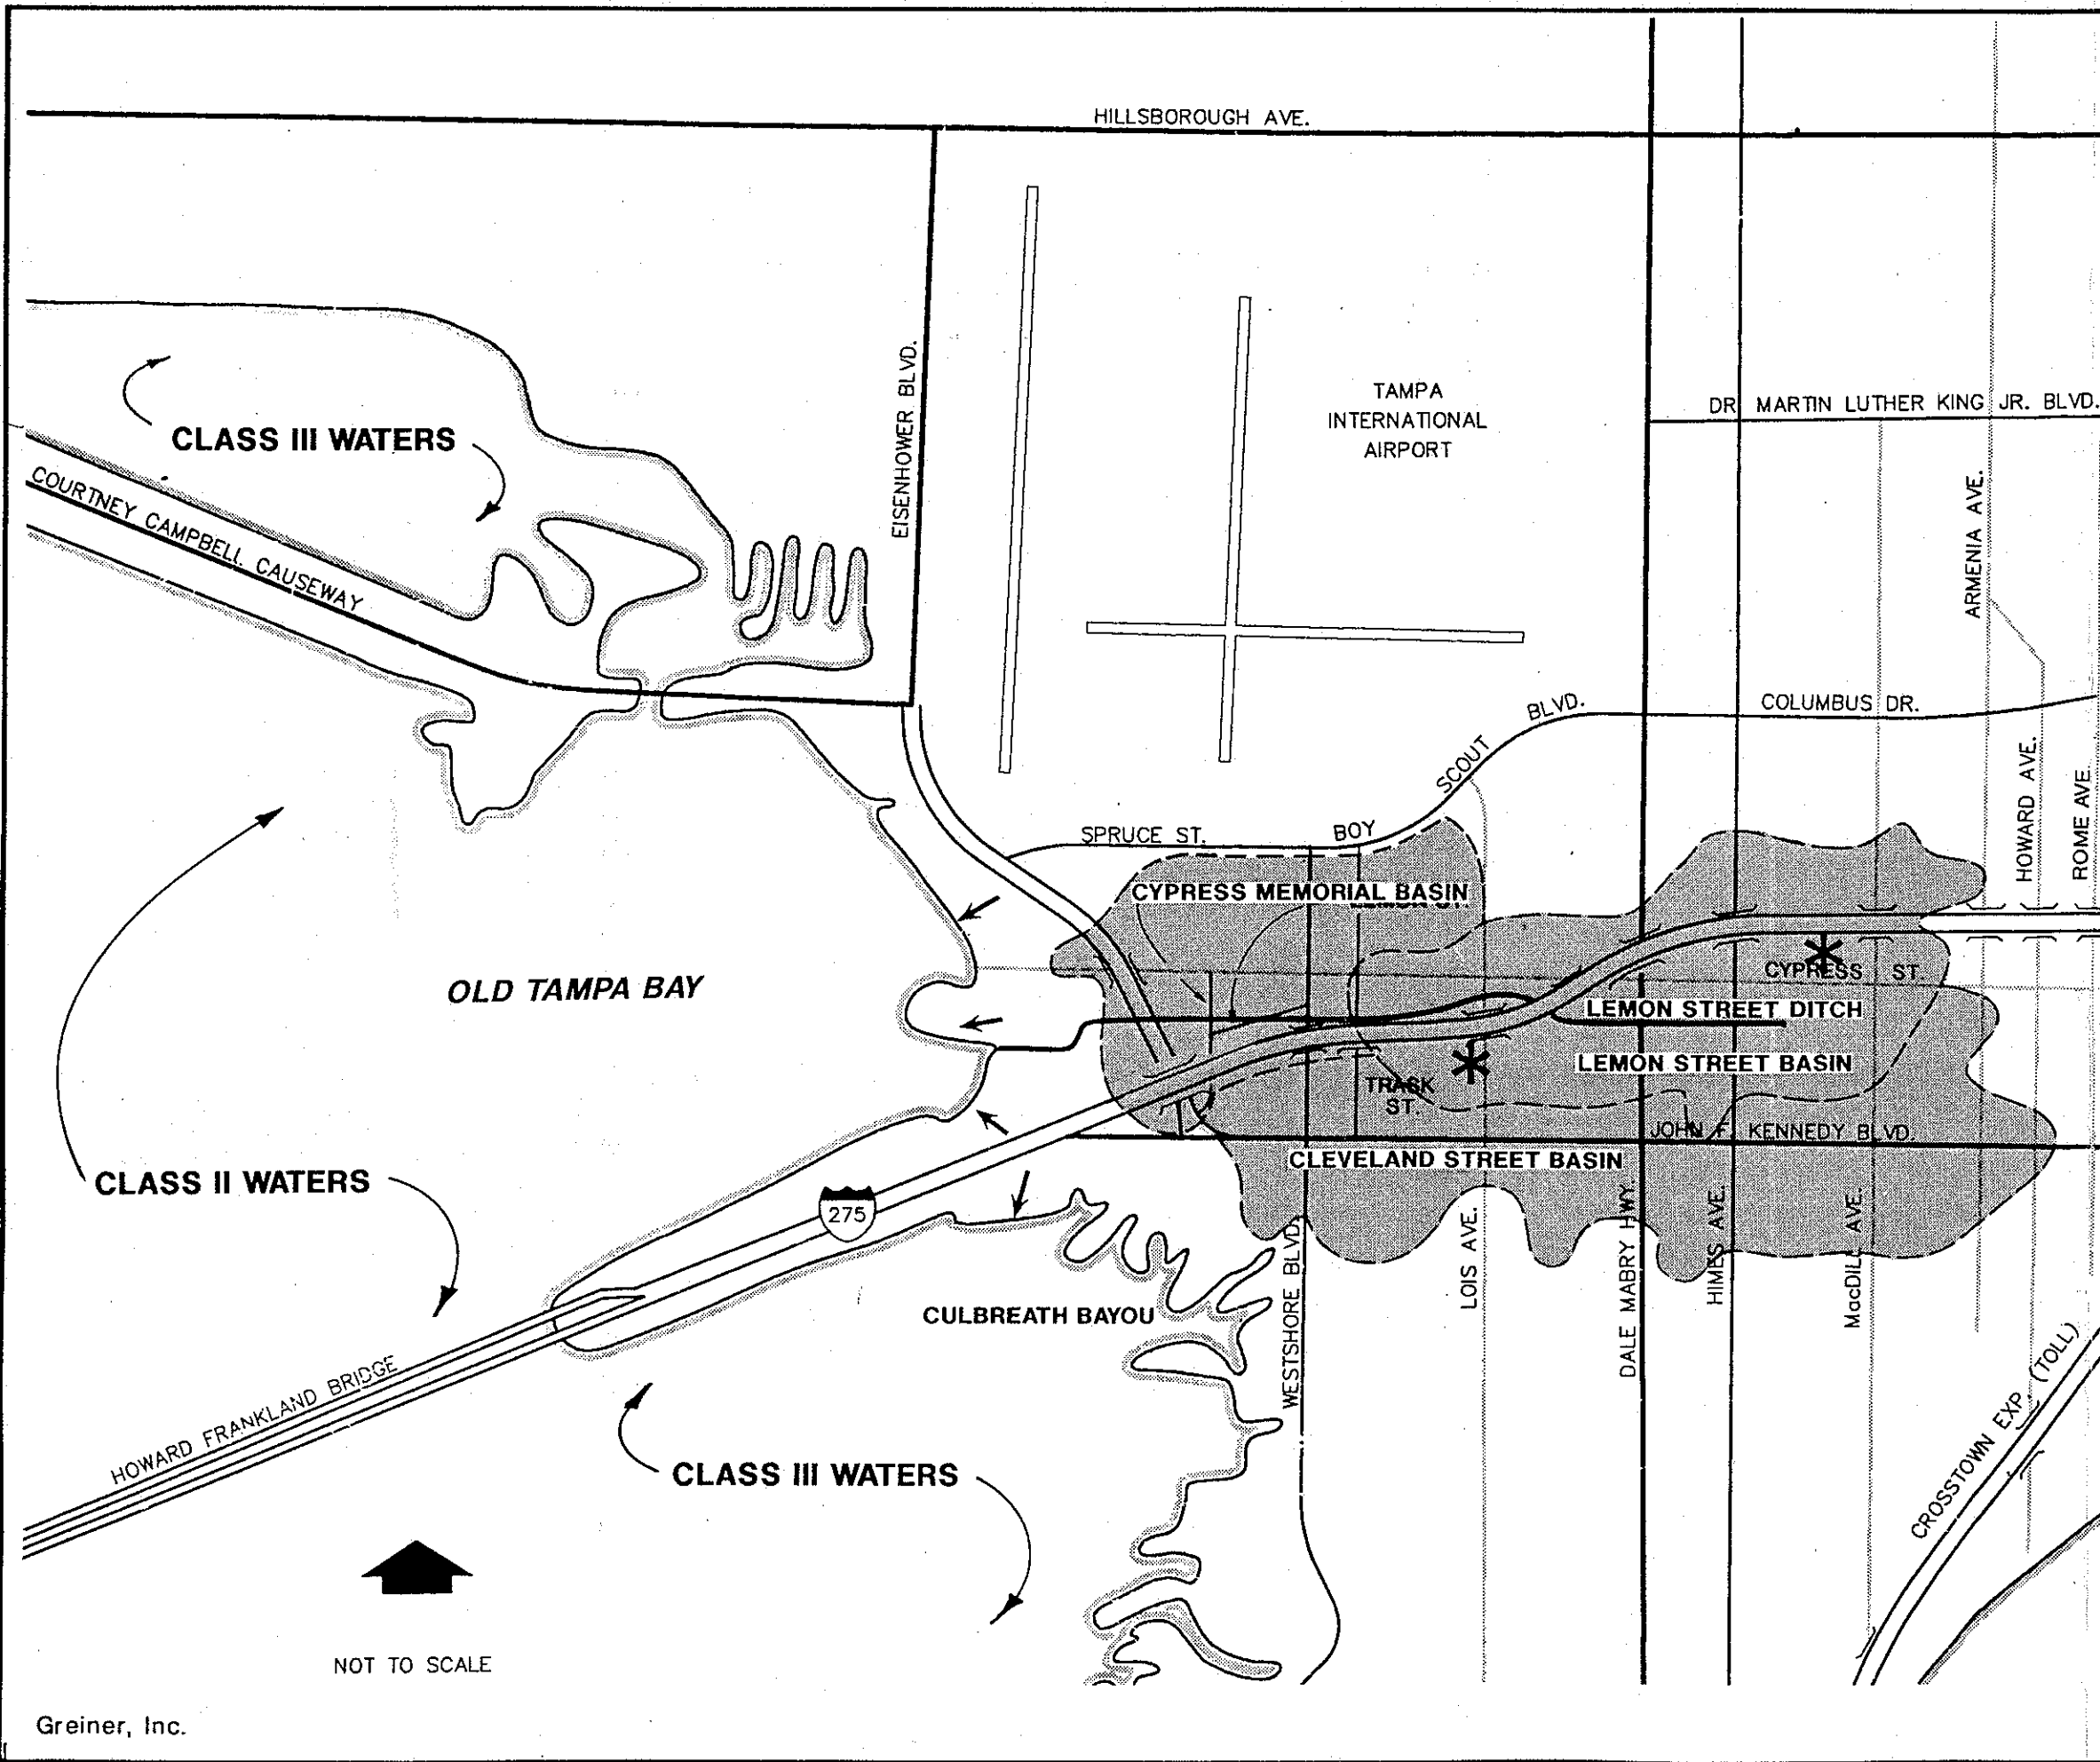 HILLSBOROUGH AVE.
EISENHOWER BLVD.
TAMPA
INTERNATIONAL
AIRPORT
DR. MARTIN LUTHER KING JR. BLVD.
CLASS III WATERS
COURTNEY CAMPBELL CAUSEWAY
ARMENIA AVE.
COLUMBUS DR.
BOY SCOUT BLVD.
SPRUCE ST.
HOWARD AVE.
ROME AVE.
CYPRESS MEMORIAL BASIN
OLD TAMPA BAY
CYPRESS ST.
LEMON STREET DITCH
LEMON STREET BASIN
TRASK
ST.
JOHN F. KENNEDY BLVD.
CLEVELAND STREET BASIN
CLASS II WATERS
275
CULBREATH BAYOU
WESTSHORE BLVD.
LOIS AVE.
DALE MABRY HWY.
HIMES AVE.
MacDILL AVE.
HOWARD FRANKLAND BRIDGE
CLASS III WATERS
CROSSTOWN EXP. (TOLL)
NOT TO SCALE
Greiner, Inc.